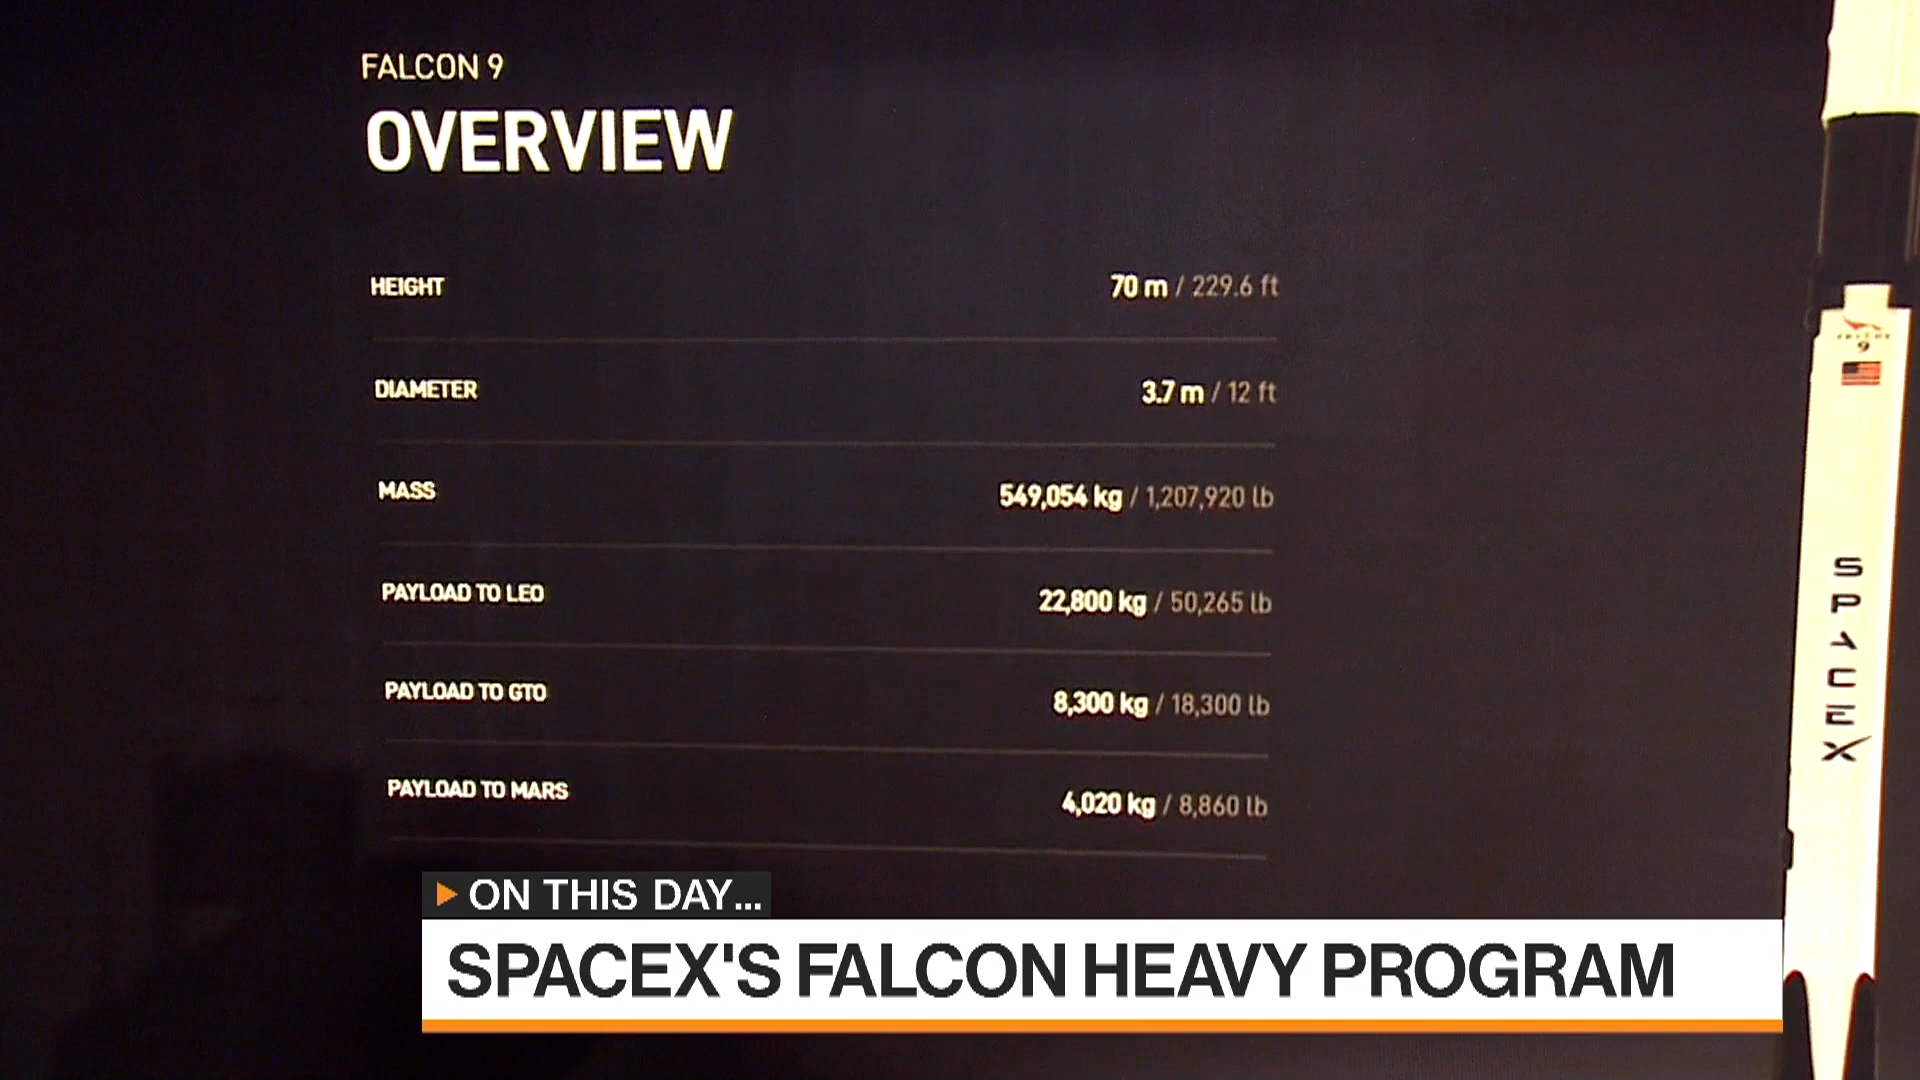 FALCON 9
OVERVIEW
HEIGHT 70 m / 229.6 ft
DIAMETER 3.7 m / 12 ft
MASS 549,054 kg / 1,207,920 lb
PAYLOAD TO LEO 22,800 kg / 50,265 lb
PAYLOAD TO GTO 8,300 kg / 18,300 lb
PAYLOAD TO MARS 4,020 kg / 8,860 lb
FALCON
9
SPACEX
ON THIS DAY...
SPACEX'S FALCON HEAVY PROGRAM